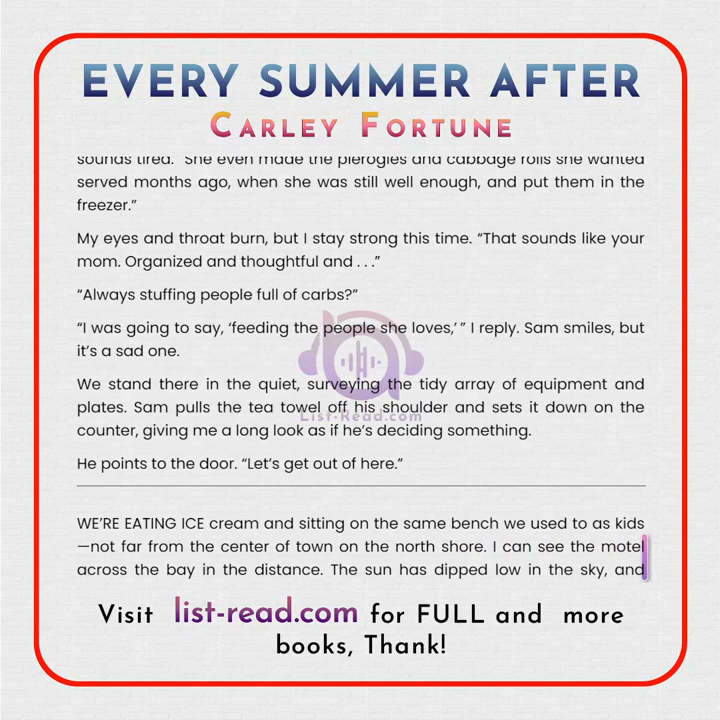 EVERY SUMMER AFTER
CARLEY FORTUNE
sounds tired. “She even made the pierogies and cabbage rolls she wanted
served months ago, when she was still well enough, and put them in the
freezer.”
My eyes and throat burn, but I stay strong this time. “That sounds like your
mom. Organized and thoughtful and . . .”
“Always stuffing people full of carbs?”
“I was going to say, ‘feeding the people she loves,’ ” I reply. Sam smiles, but
it’s a sad one.
We stand there in the quiet, surveying the tidy array of equipment and
plates. Sam pulls the tea towel off his shoulder and sets it down on the
List-Read.com
counter, giving me a long look as if he’s deciding something.
He points to the door. “Let’s get out of here.”
WE’RE EATING ICE cream and sitting on the same bench we used to as kids
—not far from the center of town on the north shore. I can see the motel
across the bay in the distance. The sun has dipped low in the sky, and
Visit list-read.com for FULL and more
books, Thank!